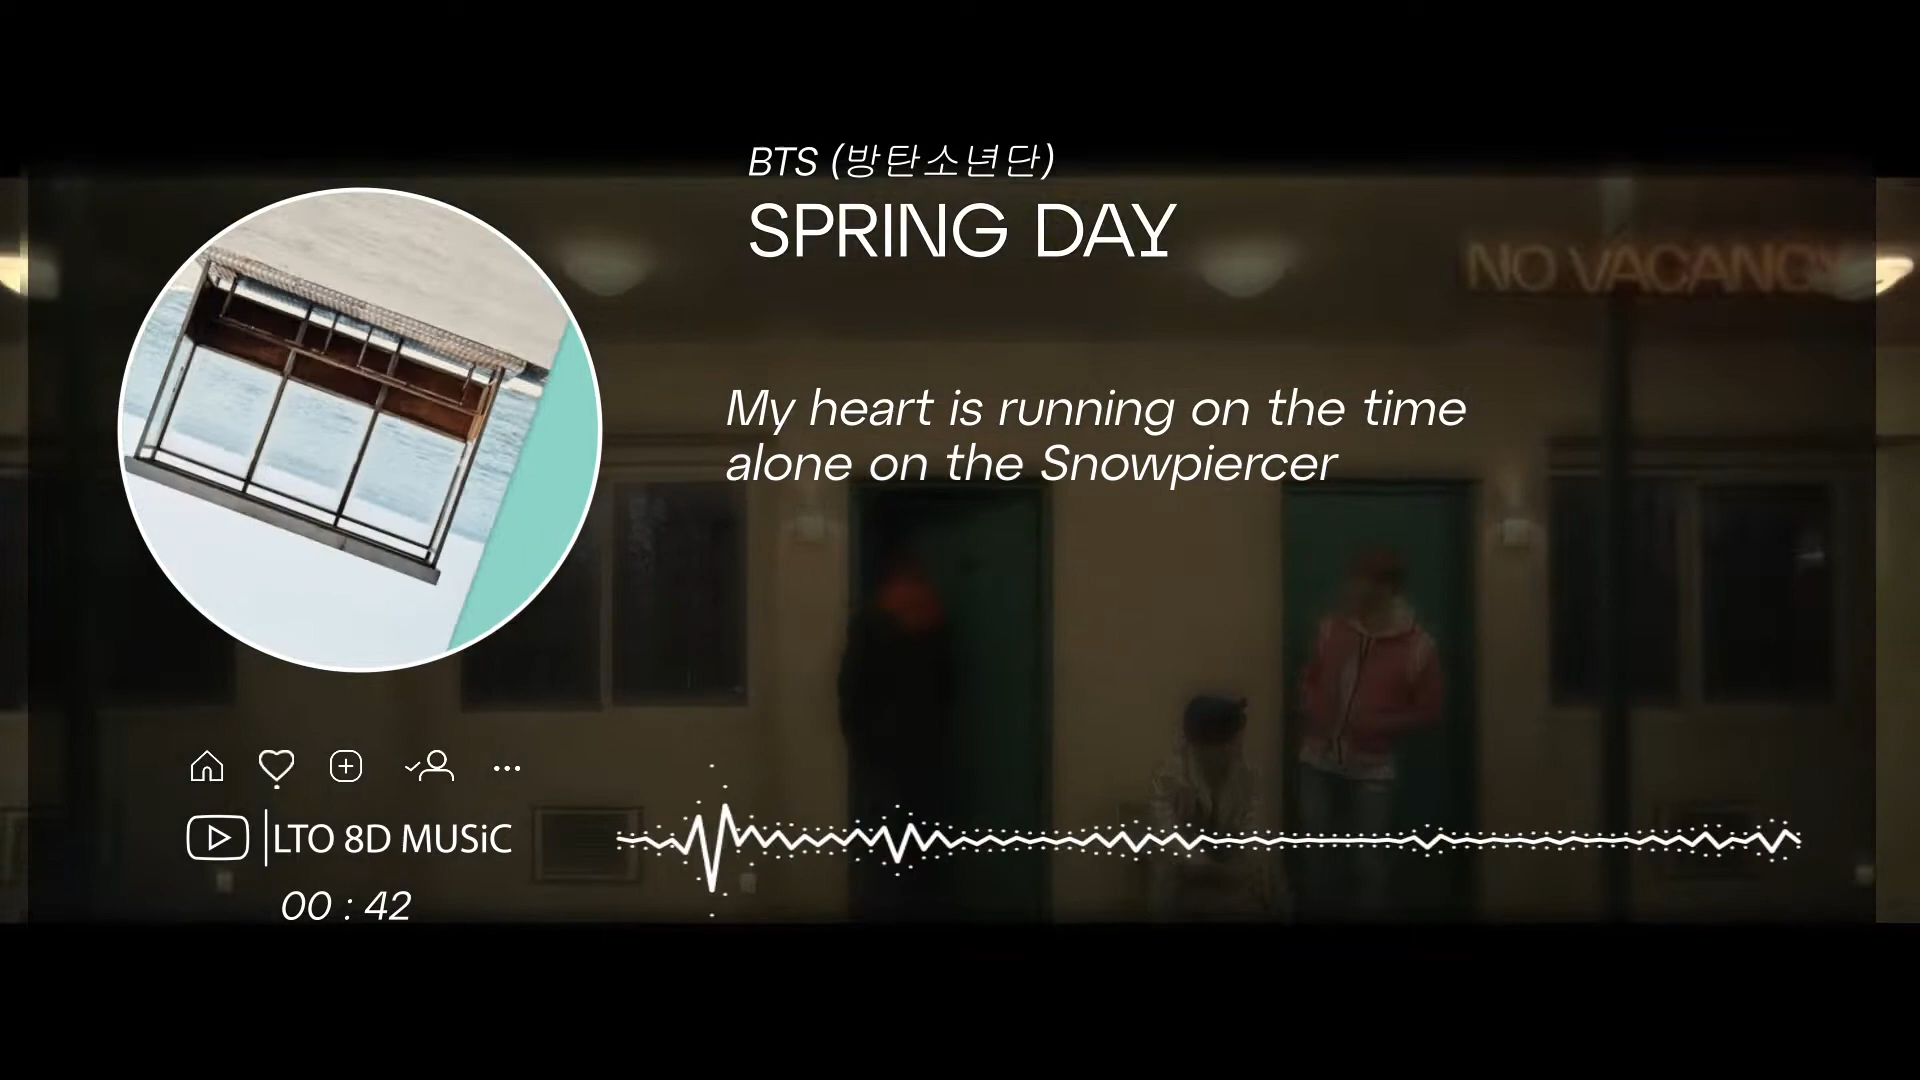 BTS (방탄소년단)
SPRING DAY
NO VACANCY
My heart is running on the time
alone on the Snowpiercer
LTO 8D MUSiC
00 : 42